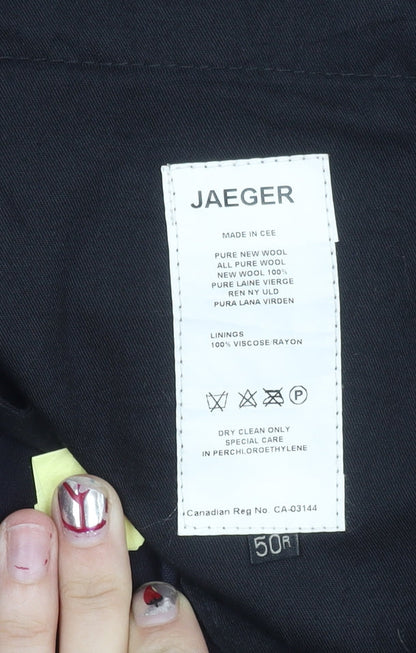 JAEGER
MADE IN CEE
PURE NEW WOOL
ALL PURE WOOL
NEW WOOL 100%
PURE LAINE VIERGE
REN NY ULD
PURA LANA VIRDEN
LININGS
100% VISCOSE RAYON
P
DRY CLEAN ONLY
SPECIAL CARE
IN PERCHLOROETHYLENE
Canadian Reg No. CA-03144
50R